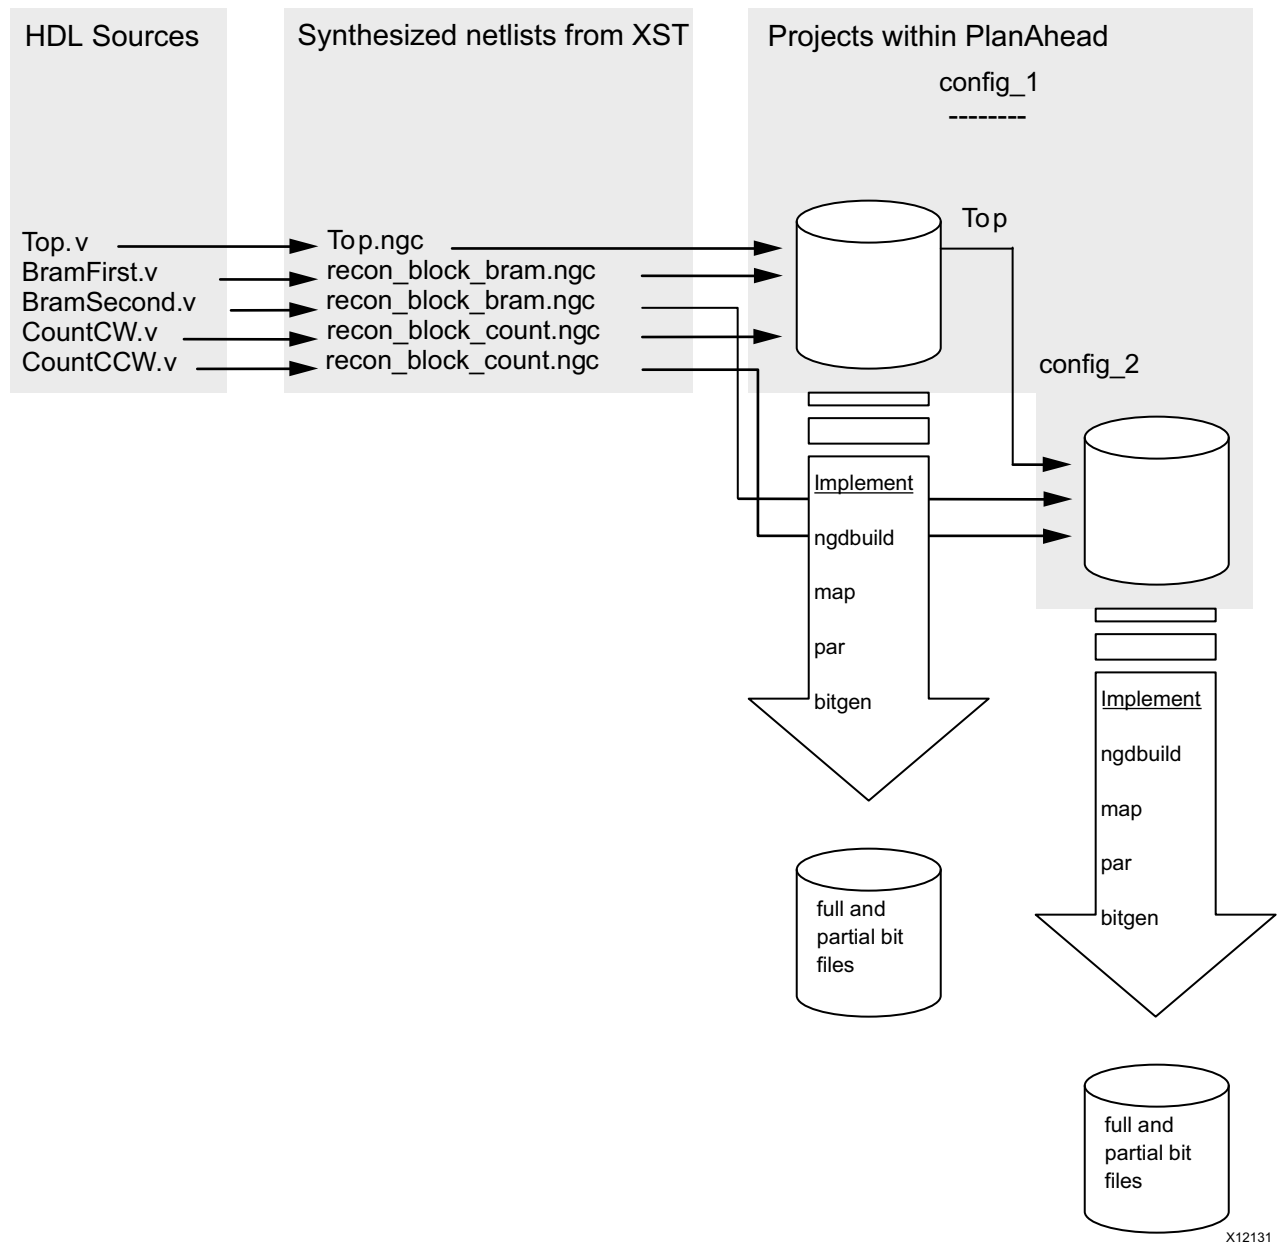 HDL Sources
Synthesized netlists from XST
Projects within PlanAhead
config_1
--------
Top.v
BramFirst.v
BramSecond.v
CountCW.v
CountCCW.v
Top.ngc
recon_block_bram.ngc
recon_block_bram.ngc
recon_block_count.ngc
recon_block_count.ngc
Top
config_2
Implement
ngdbuild
map
par
bitgen
full and
partial bit
files
Implement
ngdbuild
map
par
bitgen
full and
partial bit
files
X12131